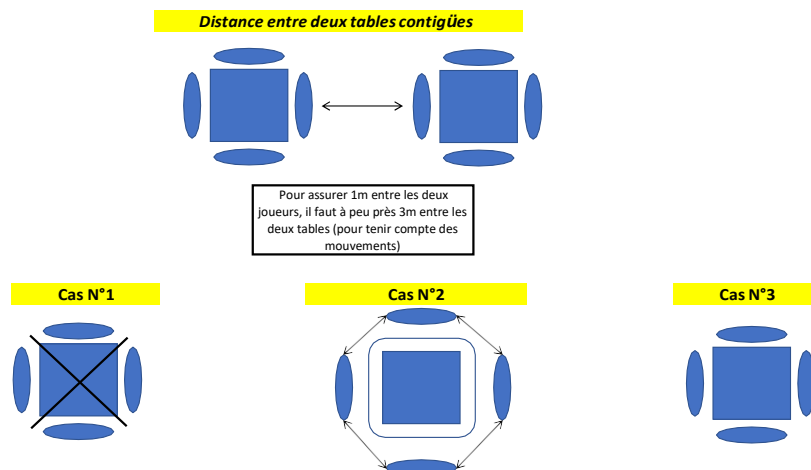 Distance entre deux tables contigües
Pour assurer 1m entre les deux
joueurs, il faut à peu près 3m entre les
deux tables (pour tenir compte des
mouvements)
Cas N°1
Cas N°2
Cas N°3